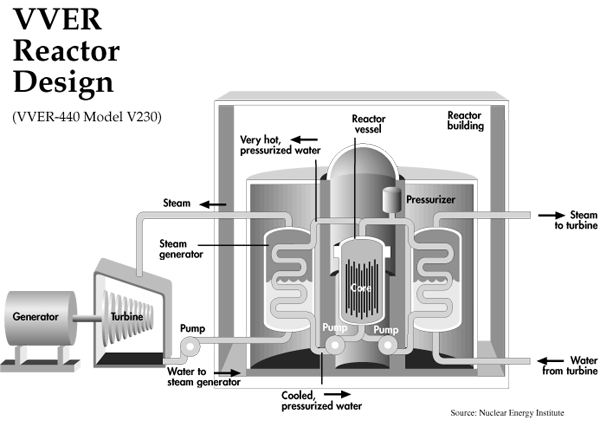 VVER
Reactor
Design
(VVER-440 Model V230)
Reactor
vessel
Reactor
building
Very hot,
pressurized water
Pressurizer
Steam
Steam
to turbine
Steam
generator
Core
Generator
Turbine
Pump
Pump
Pump
Water to
steam generator
Water
from turbine
Cooled,
pressurized water
Source: Nuclear Energy Institute